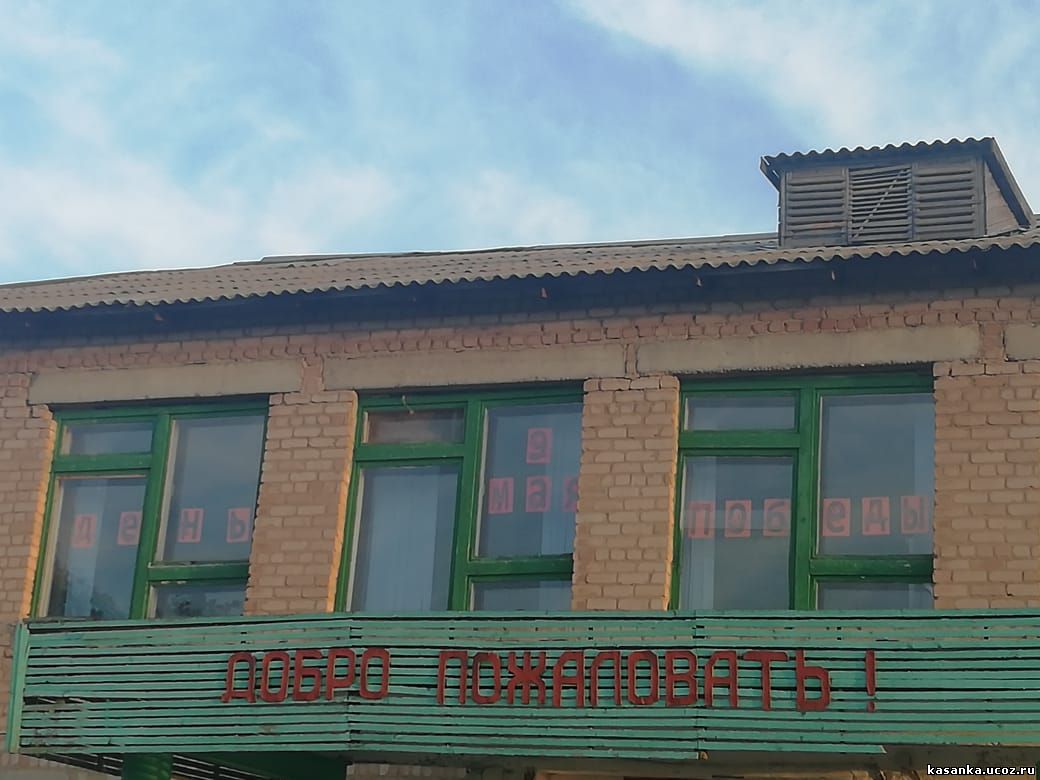 9
день мая победы
ДОБРО ПОЖАЛОВАТЬ!
kasanka.ucoz.ru